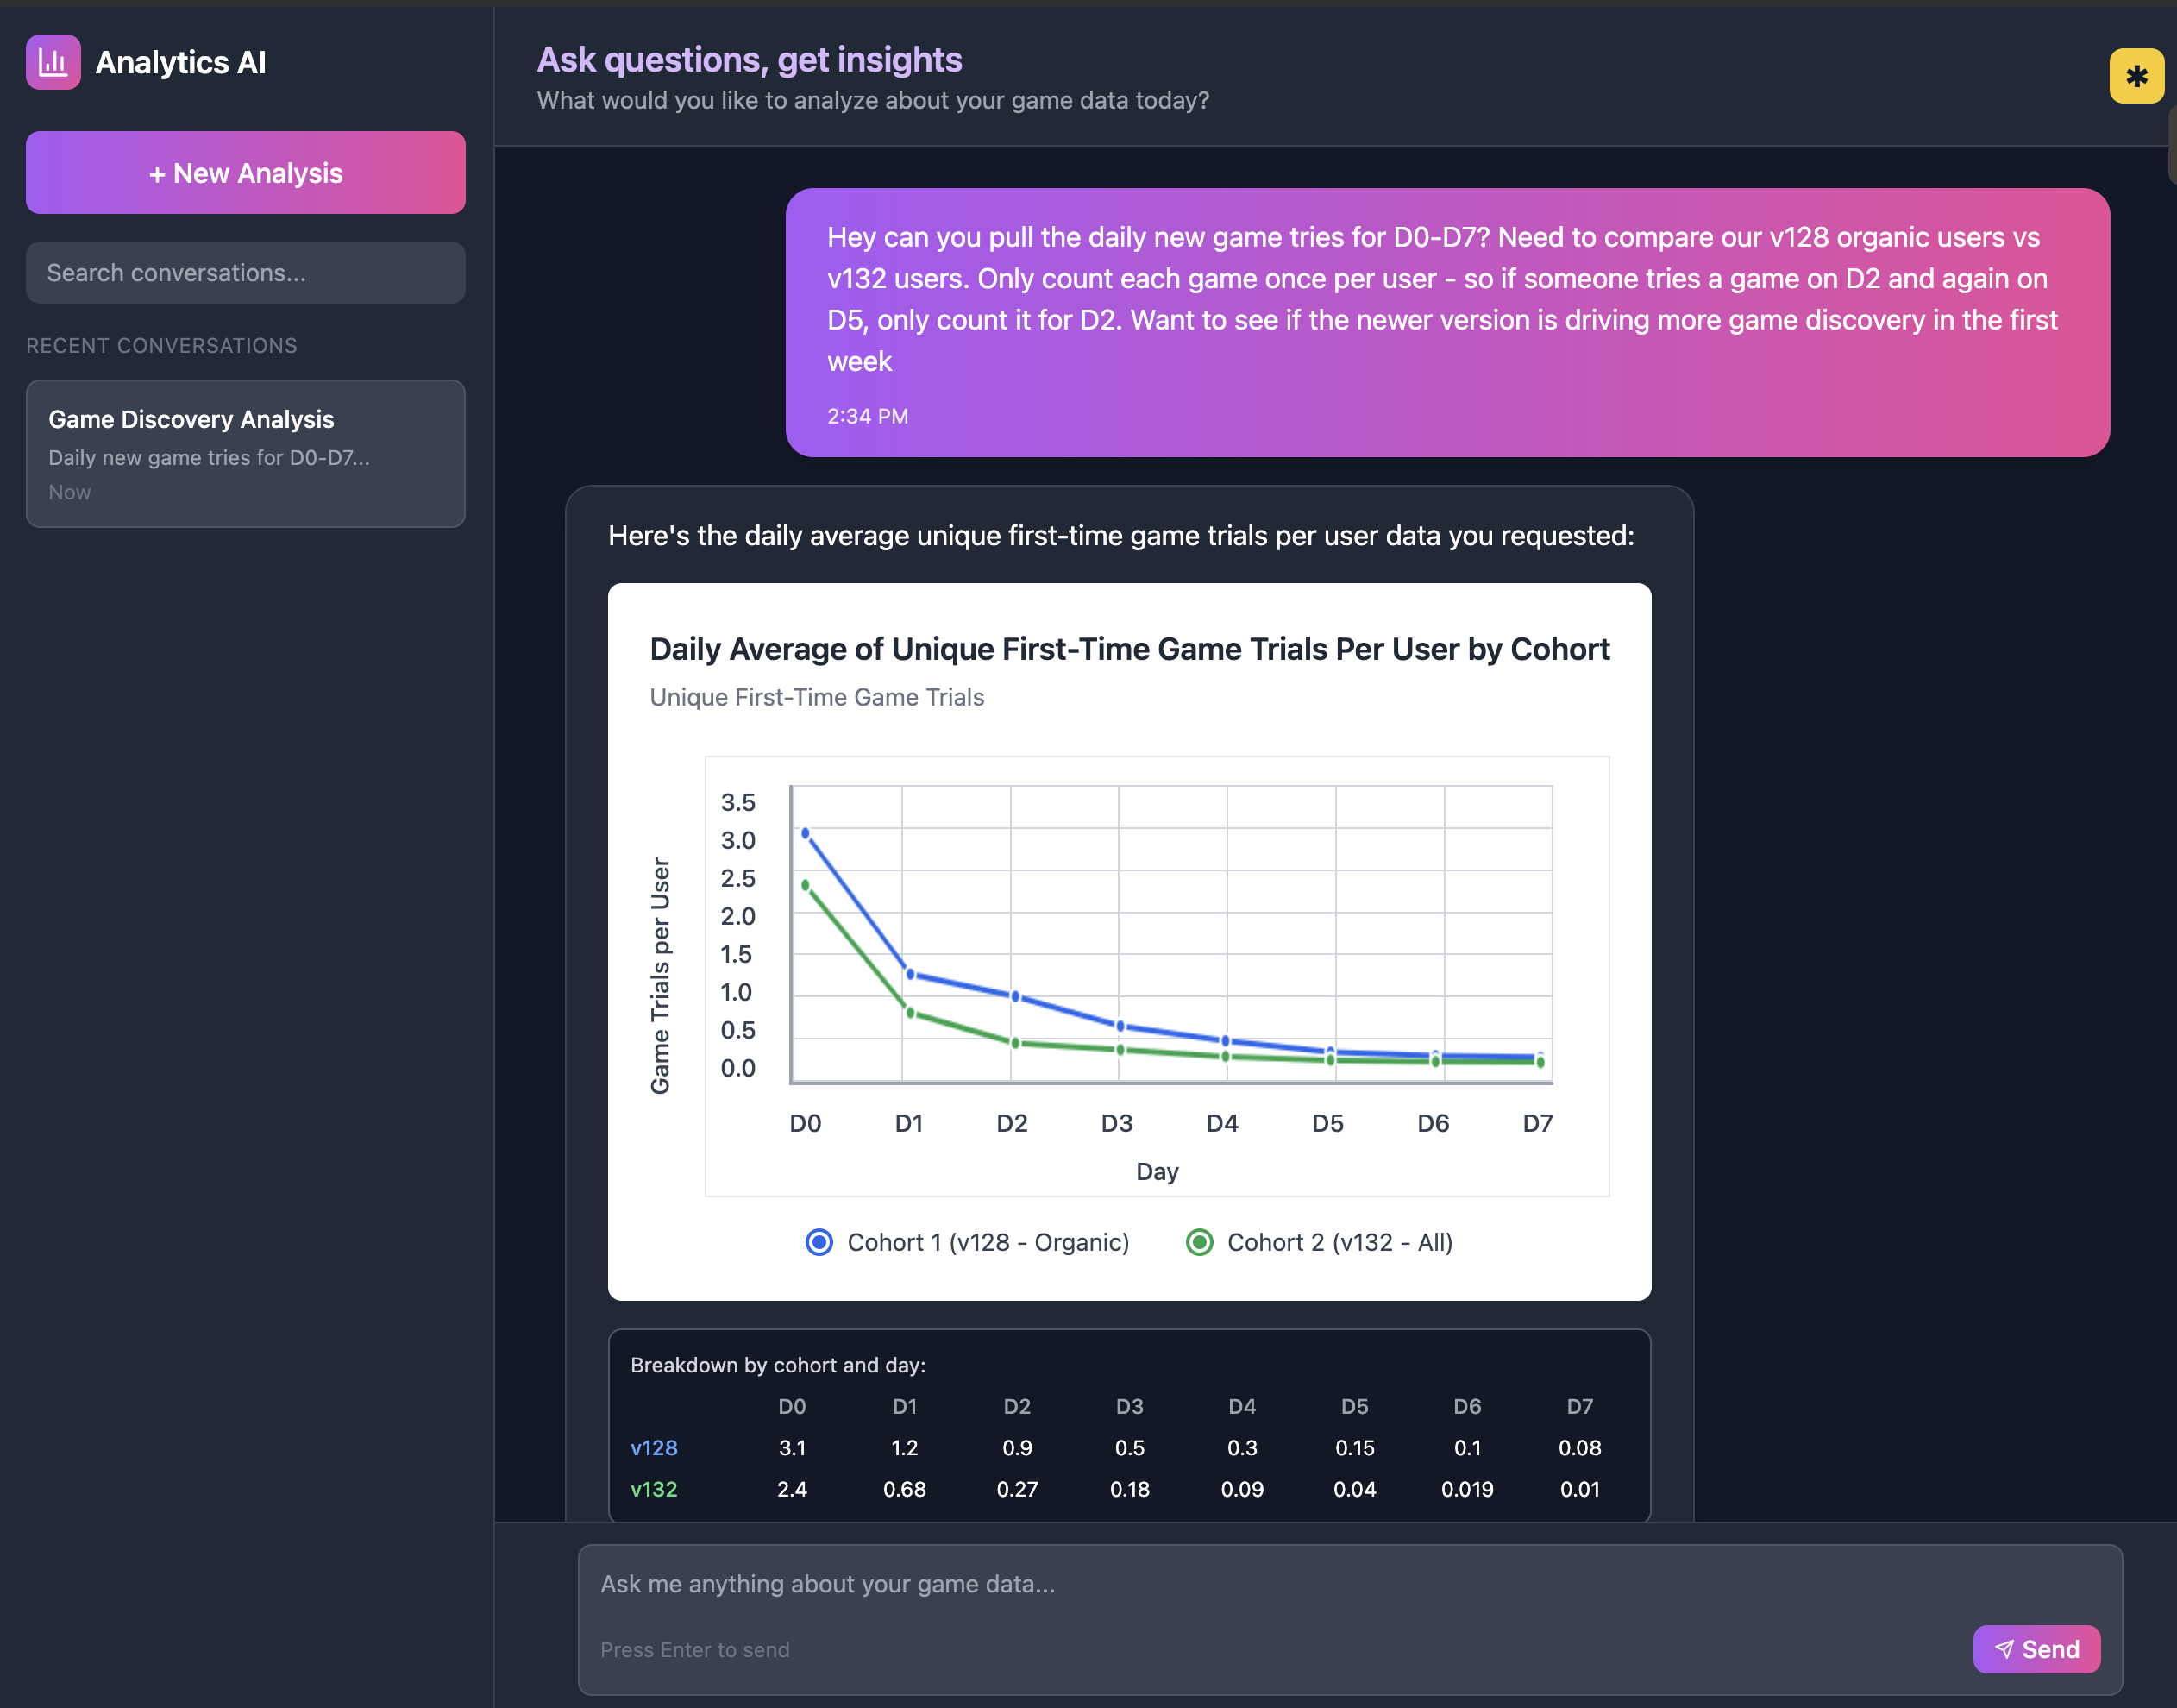 Analytics AI
+ New Analysis
Search conversations...
RECENT CONVERSATIONS
Game Discovery Analysis
Daily new game tries for D0-D7...
Now
Ask questions, get insights
What would you like to analyze about your game data today?
Hey can you pull the daily new game tries for D0-D7? Need to compare our v128 organic users vs
v132 users. Only count each game once per user - so if someone tries a game on D2 and again on
D5, only count it for D2. Want to see if the newer version is driving more game discovery in the first
week
2:34 PM
Here's the daily average unique first-time game trials per user data you requested:
Daily Average of Unique First-Time Game Trials Per User by Cohort
Unique First-Time Game Trials
Game Trials per User
3.5
3.0
2.5
2.0
1.5
1.0
0.5
0.0
D0 D1 D2 D3 D4 D5 D6 D7
Day
Cohort 1 (v128 - Organic) Cohort 2 (v132 - All)
Breakdown by cohort and day:
D0 D1 D2 D3 D4 D5 D6 D7
v128 3.1 1.2 0.9 0.5 0.3 0.15 0.1 0.08
v132 2.4 0.68 0.27 0.18 0.09 0.04 0.019 0.01
Ask me anything about your game data...
Press Enter to send
Send